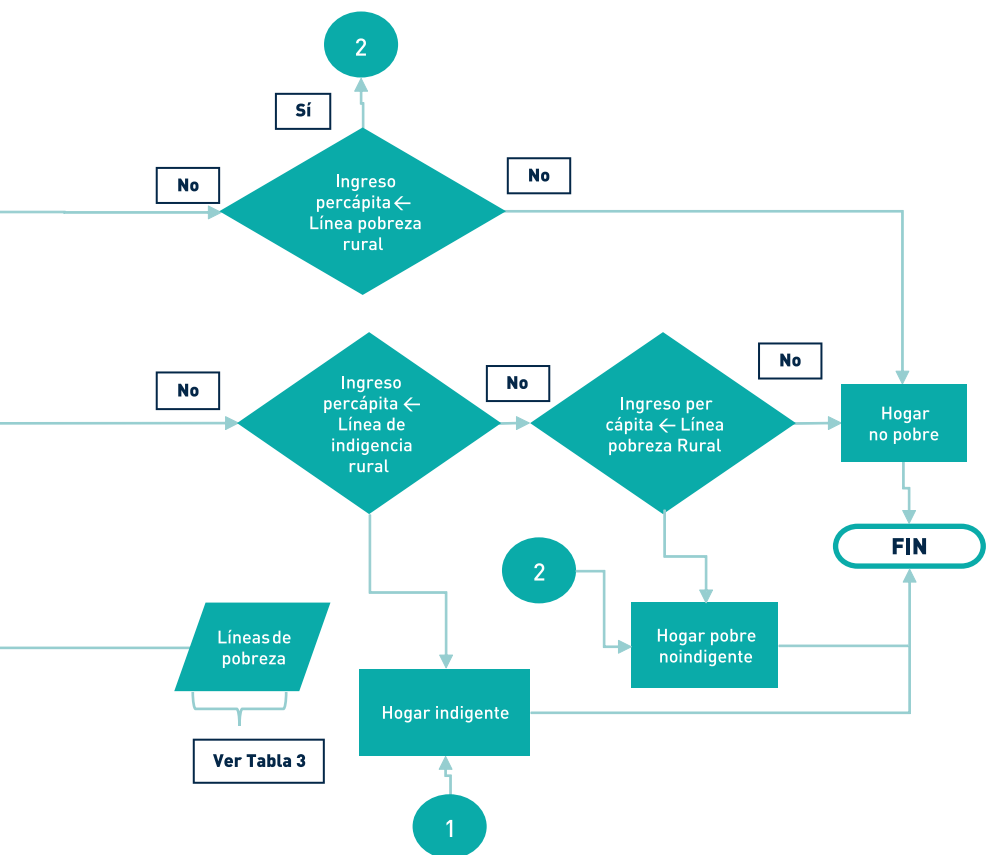 2
Sí
No
Ingreso
percápita ←
Línea pobreza
rural
No
No
Ingreso
percápita ←
Línea de
indigencia
rural
No
Ingreso per
cápita ← Línea
pobreza Rural
No
Hogar
no pobre
FIN
2
Hogar pobre
noindigente
Líneas de
pobreza
Ver Tabla 3
Hogar indigente
1